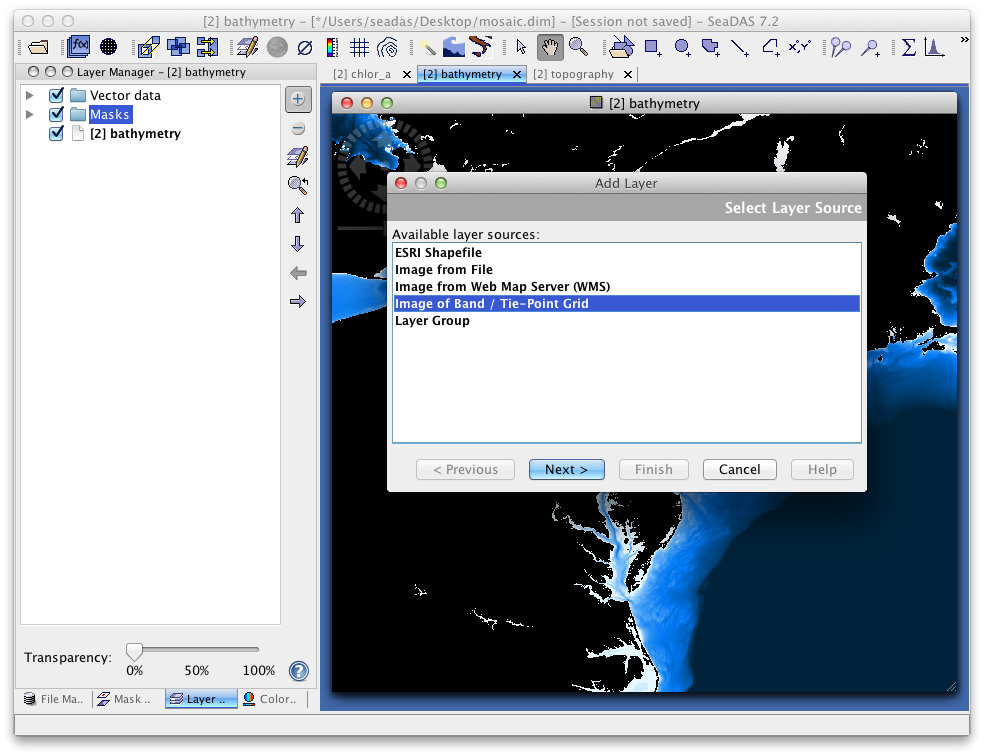 [2] bathymetry – [*/Users/seadas/Desktop/mosaic.dim] – [Session not saved] – SeaDAS 7.2
f(x)
Σ
»
Layer Manager – [2] bathymetry
[2] chlor_a
[2] bathymetry
[2] topography
Vector data
Masks
[2] bathymetry
[2] bathymetry
Add Layer
Select Layer Source
Available layer sources:
ESRI Shapefile
Image from File
Image from Web Map Server (WMS)
Image of Band / Tie-Point Grid
Layer Group
< Previous
Next >
Finish
Cancel
Help
Transparency:
0%
50%
100%
?
File Ma..
Mask ..
Layer ..
Color..